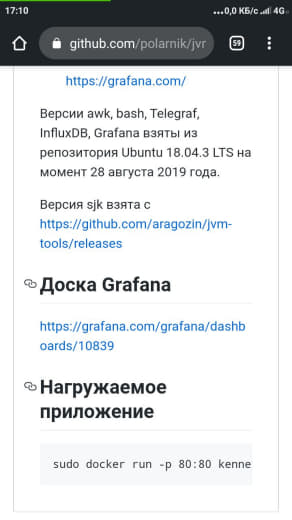 17:10 ...0,0 КБ/с 4G
github.com/polarnik/jvr 59
https://grafana.com/
Версии awk, bash, Telegraf,
InfluxDB, Grafana взяты из
репозитория Ubuntu 18.04.3 LTS на
момент 28 августа 2019 года.
Версия sjk взята с
https://github.com/aragozin/jvm-
tools/releases
Доска Grafana
https://grafana.com/grafana/dashb
oards/10839
Нагружаемое
приложение
sudo docker run -p 80:80 kenne